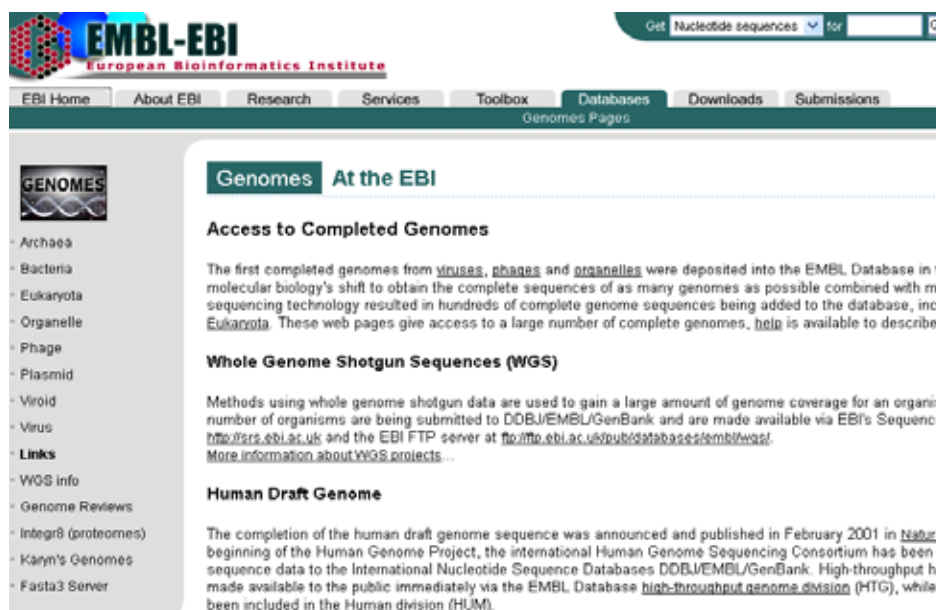 EMBL-EBI
European Bioinformatics Institute
Get Nucleotide sequences for
EBI Home About EBI Research Services Toolbox Databases Downloads Submissions
Genomes Pages
GENOMES
Archaea
Bacteria
Eukaryota
Organelle
Phage
Plasmid
Viroid
Virus
Links
WGS info
Genome Reviews
Integr8 (proteomes)
Karyn's Genomes
Fasta3 Server
Genomes At the EBI
Access to Completed Genomes
The first completed genomes from viruses, phages and organelles were deposited into the EMBL Database in
molecular biology's shift to obtain the complete sequences of as many genomes as possible combined with m
sequencing technology resulted in hundreds of complete genome sequences being added to the database, inc
Eukaryota. These web pages give access to a large number of complete genomes, help is available to describe
Whole Genome Shotgun Sequences (WGS)
Methods using whole genome shotgun data are used to gain a large amount of genome coverage for an organis
number of organisms are being submitted to DDBJ/EMBL/GenBank and are made available via EBI's Sequenc
http://srs.ebi.ac.uk and the EBI FTP server at ftp://ftp.ebi.ac.uk/pub/databases/embl/wgs/.
More information about WGS projects...
Human Draft Genome
The completion of the human draft genome sequence was announced and published in February 2001 in Natur
beginning of the Human Genome Project, the international Human Genome Sequencing Consortium has been
sequence data to the International Nucleotide Sequence Databases DDBJ/EMBL/GenBank. High-throughput h
made available to the public immediately via the EMBL Database high-throughput genome division (HTG), while
been included in the Human division (HUM).